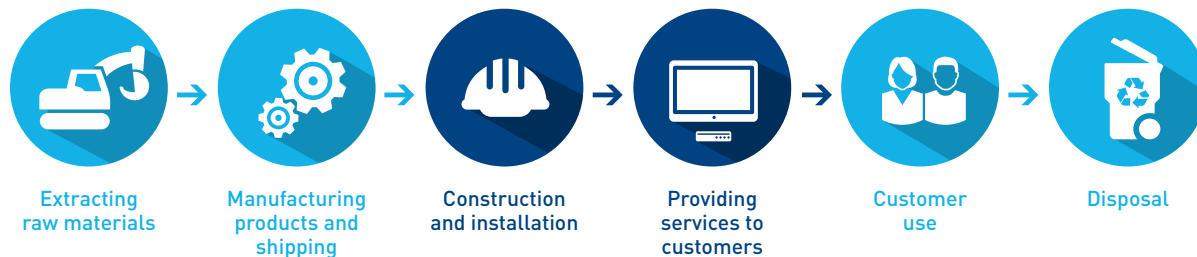 Extracting
raw materials
Manufacturing
products and
shipping
Construction
and installation
Providing
services to
customers
Customer
use
Disposal